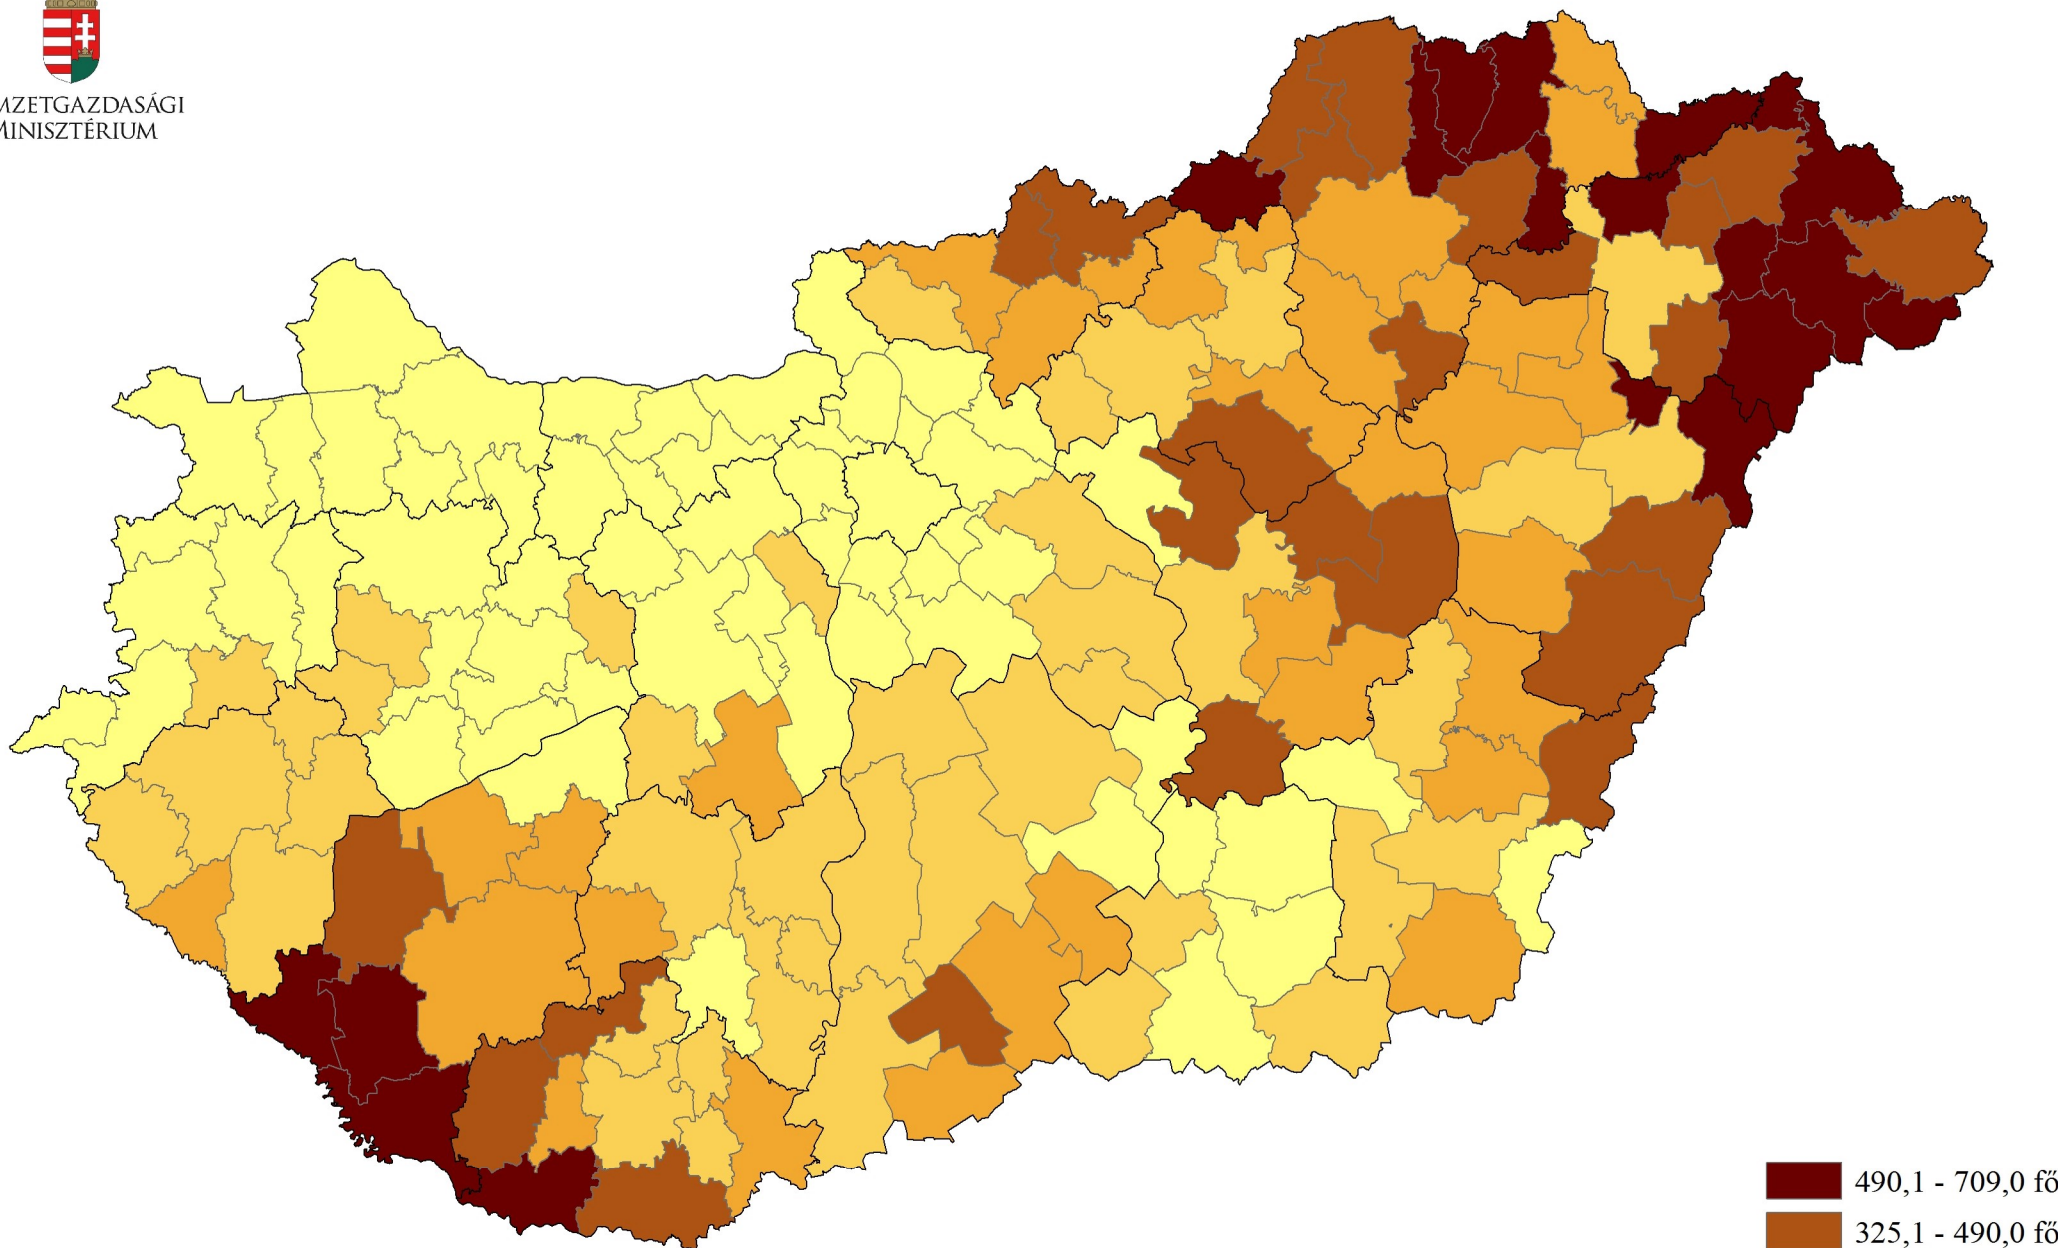 MZETGAZDASÁGI
MINISZTÉRIUM
490,1 - 709,0 fő
325,1 - 490,0 fő